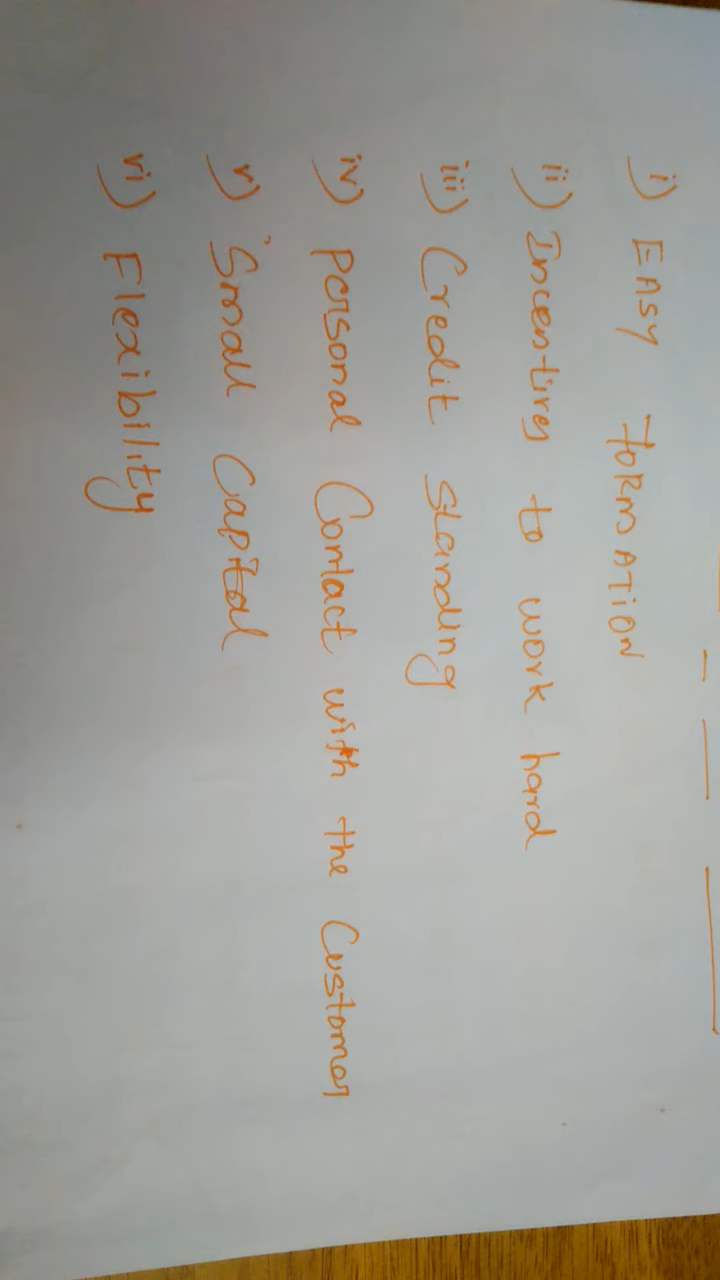 i) EASY FORMATION
ii) Incentives to work hard
iii) Credit standing
iv) Personal Contact with the Customer
v) Small Capital
vi) Flexibility